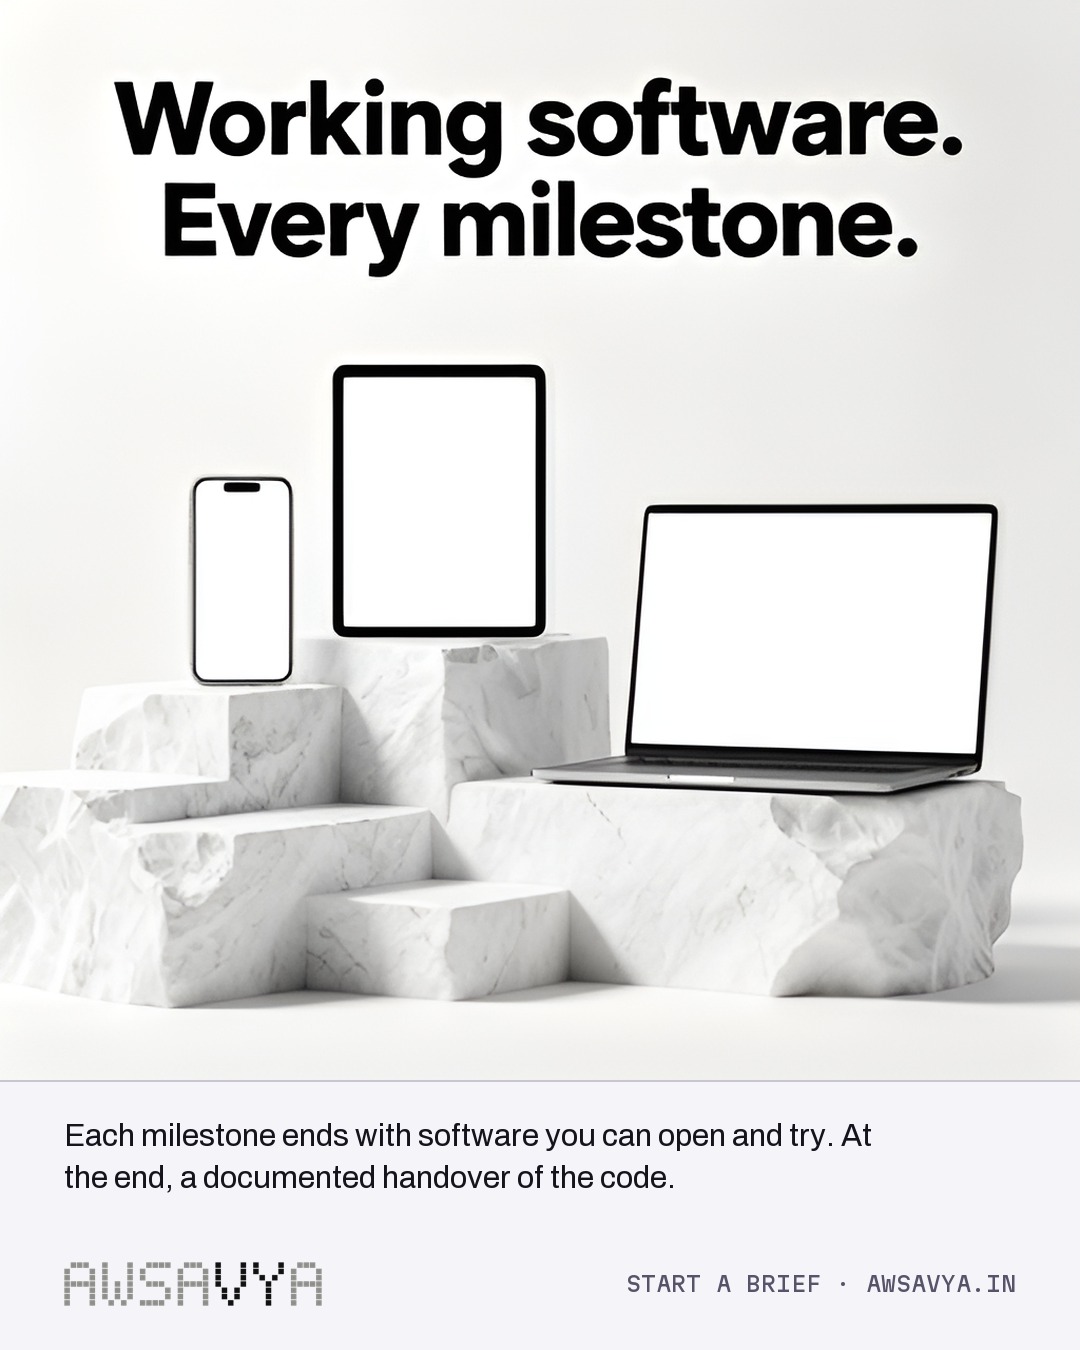 Working software.
Every milestone.
Each milestone ends with software you can open and try. At
the end, a documented handover of the code.
AWSAVYA
START A BRIEF · AWSAVYA.IN